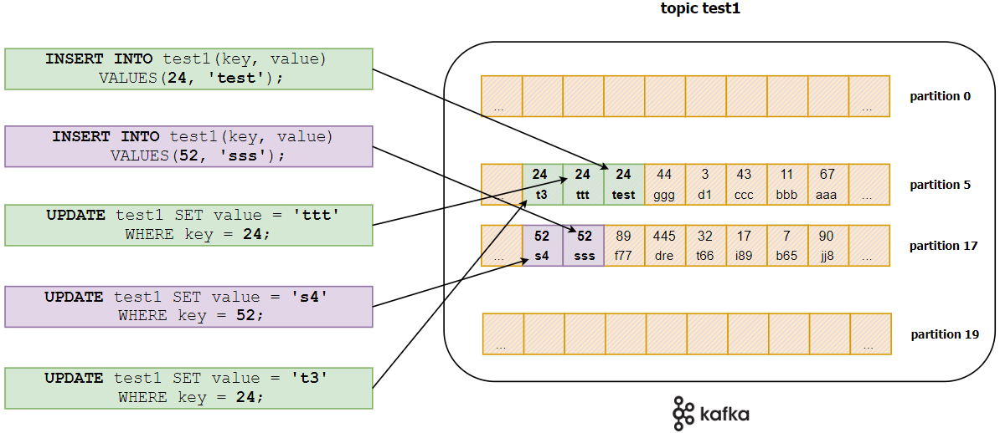 topic test1
INSERT INTO test1(key, value)
VALUES(24, 'test');
INSERT INTO test1(key, value)
VALUES(52, 'sss');
UPDATE test1 SET value = 'ttt'
WHERE key = 24;
UPDATE test1 SET value = 's4'
WHERE key = 52;
UPDATE test1 SET value = 't3'
WHERE key = 24;
... ... partition 0
24 24 24 44 3 43 11 67
... t3 ttt test ggg d1 ccc bbb aaa ...
partition 5
52 52 89 445 32 17 7 90
... s4 sss f77 dre t66 i89 b65 jj8 ...
partition 17
... ... partition 19
kafka